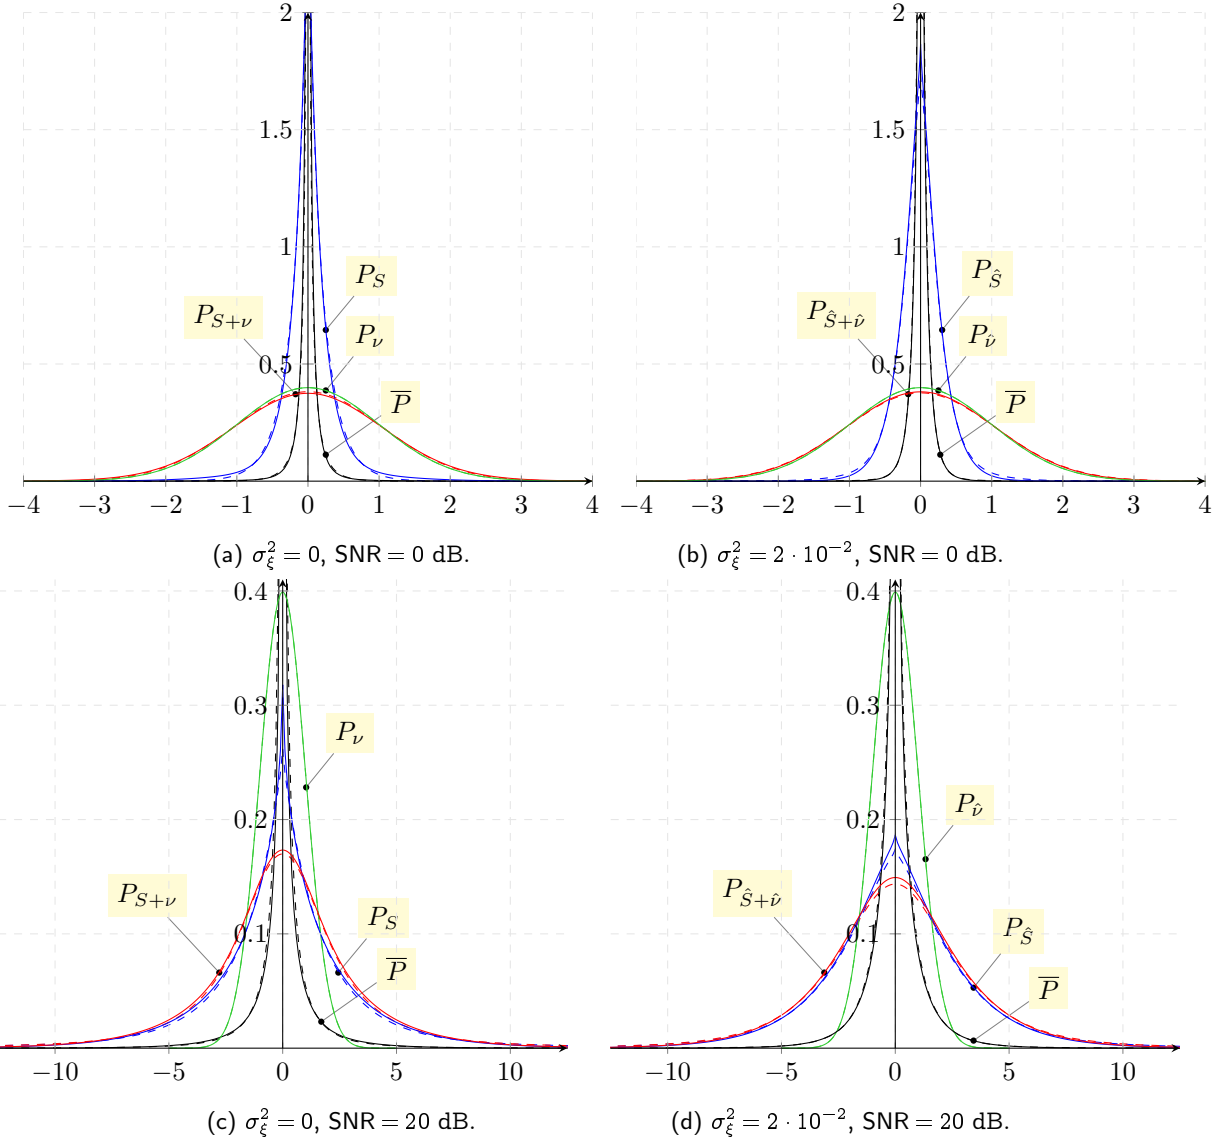 2 2
1.5 1.5
1 1
P_S P_Ŝ
P_{S+ν} P_{Ŝ+ν̂}
P_ν P_ν̂
0.5 0.5
P̅ P̅
−4 −3 −2 −1 0 1 2 3 4 −4 −3 −2 −1 0 1 2 3 4
(a) σ_ξ^2 = 0, SNR = 0 dB. (b) σ_ξ^2 = 2 · 10^{−2}, SNR = 0 dB.
0.4 0.4
0.3 0.3
P_ν
0.2 P_ν̂ 0.2
P_{S+ν} P_{Ŝ+ν̂}
P_S P_Ŝ
0.1 0.1
P̅ P̅
−10 −5 0 5 10 −10 −5 0 5 10
(c) σ_ξ^2 = 0, SNR = 20 dB. (d) σ_ξ^2 = 2 · 10^{−2}, SNR = 20 dB.